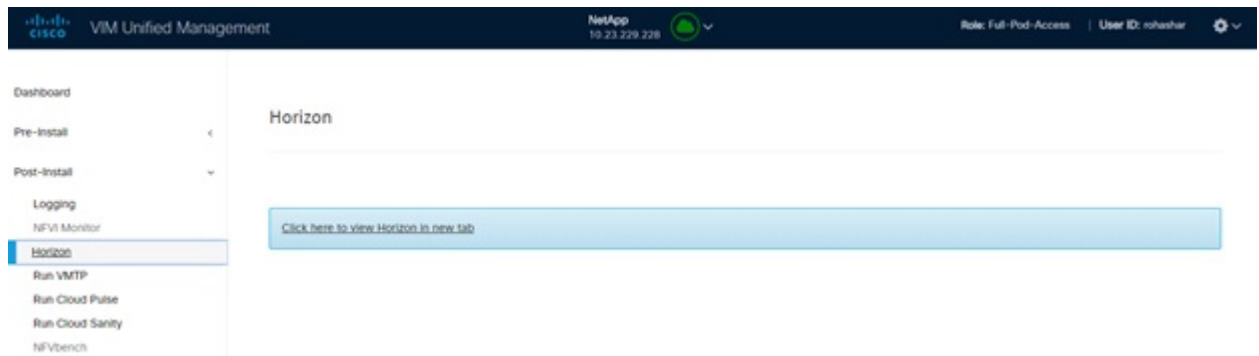 CISCO VIM Unified Management
NetApp
10.23.229.228
Role: Full-Pod-Access | User ID: rohashar
Dashboard
Pre-Install
Post-Install
Logging
NFVI Monitor
Horizon
Run VMTP
Run Cloud Pulse
Run Cloud Sanity
NFVbench
Horizon
Click here to view Horizon in new tab